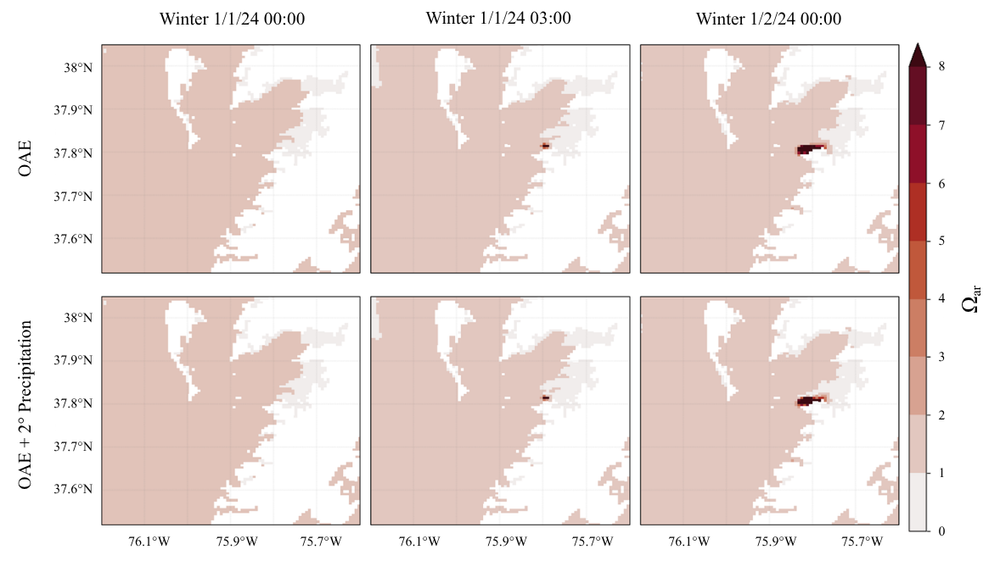 Winter 1/1/24 00:00
Winter 1/1/24 03:00
Winter 1/2/24 00:00
OAE
38°N
37.9°N
37.8°N
37.7°N
37.6°N
OAE + 2° Precipitation
38°N
37.9°N
37.8°N
37.7°N
37.6°N
76.1°W
75.9°W
75.7°W
76.1°W
75.9°W
75.7°W
76.1°W
75.9°W
75.7°W
8
7
6
5
4
3
2
1
0
Ωar